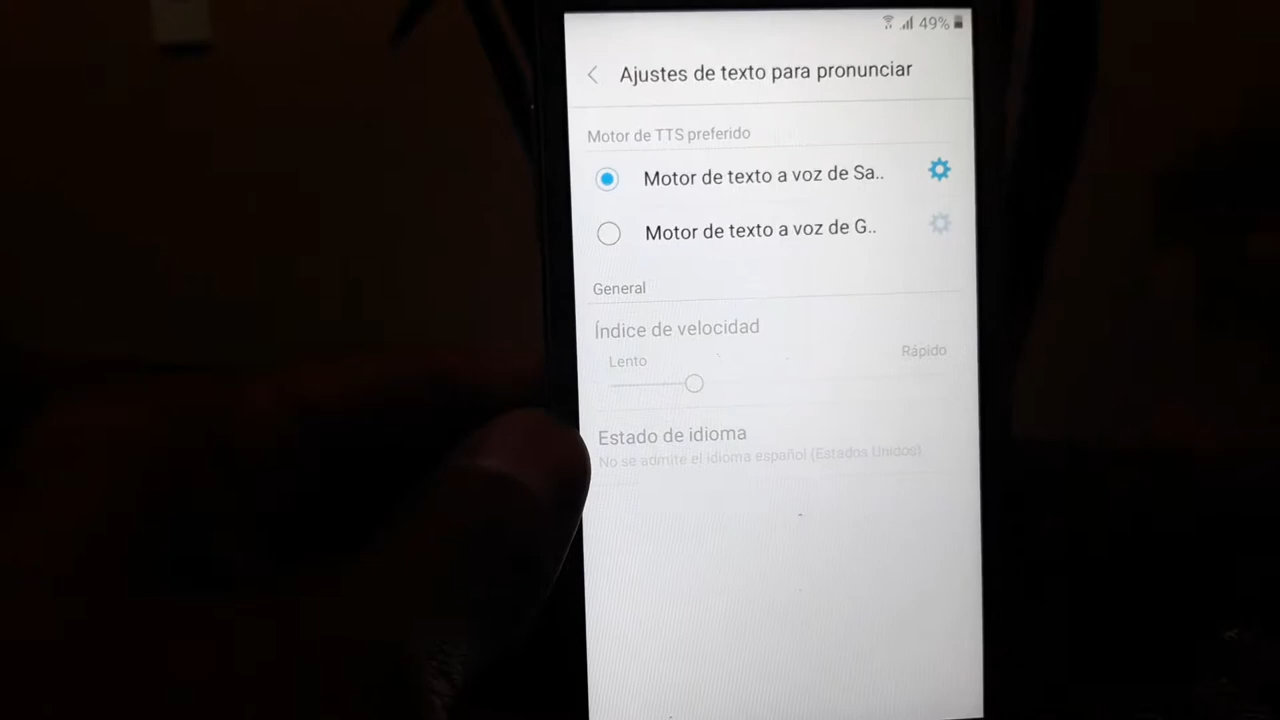 49%
Ajustes de texto para pronunciar
Motor de TTS preferido
Motor de texto a voz de Sa..
Motor de texto a voz de G..
General
Índice de velocidad
Lento
Rápido
Estado de idioma
No se admite el idioma español (Estados Unidos)